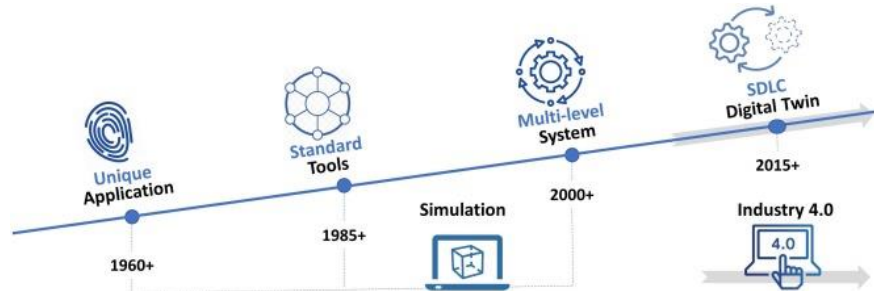 Unique
Application
1960+
Standard
Tools
1985+
Simulation
Multi-level
System
2000+
SDLC
Digital Twin
2015+
Industry 4.0
4.0